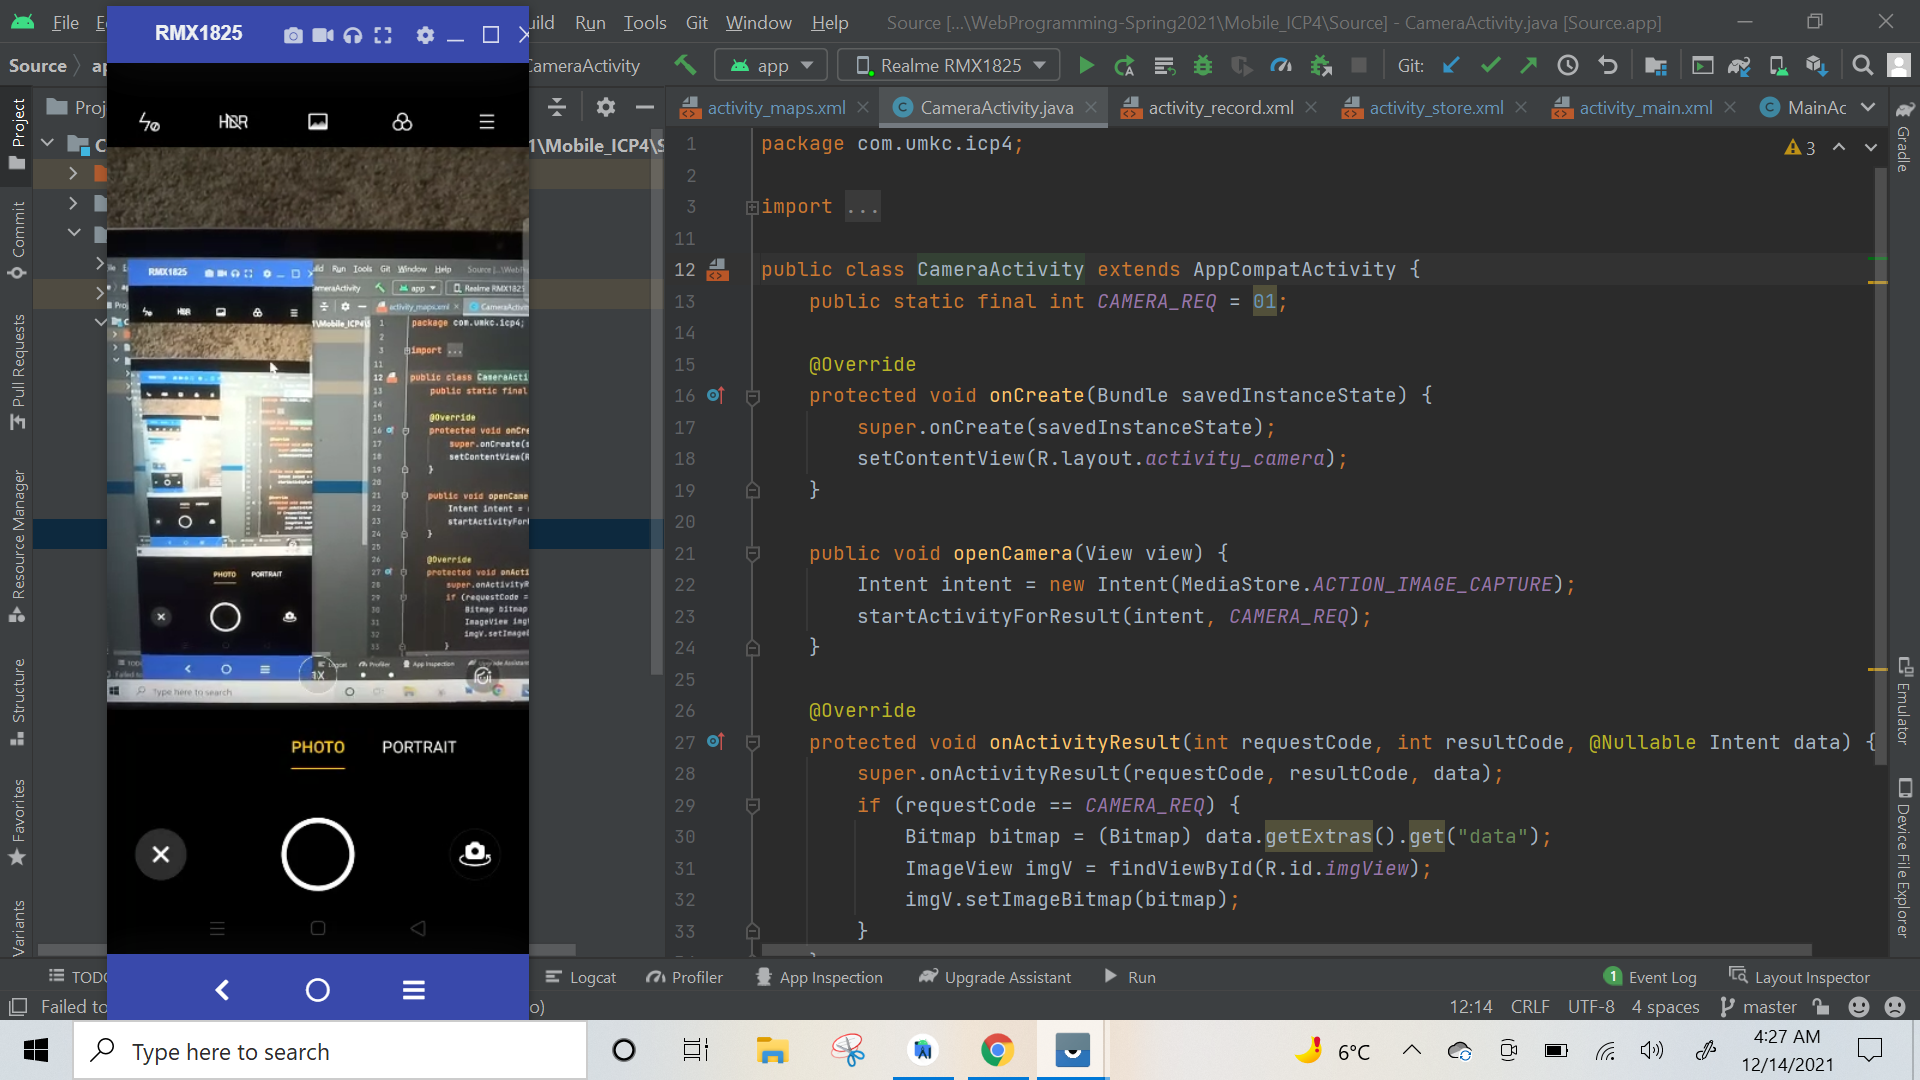 File
RMX1825
Run Tools Git Window Help
Source [...\WebProgramming-Spring2021\Mobile_ICP4\Source] - CameraActivity.java [Source.app]
Source
CameraActivity
app
Realme RMX1825
Git:
activity_maps.xml
CameraActivity.java
activity_record.xml
activity_store.xml
activity_main.xml
MainAc
1\Mobile_ICP4\S
HDR
PHOTO
PORTRAIT
1X
Project
Commit
Pull Requests
Resource Manager
Structure
Favorites
Variants
1 package com.umkc.icp4;
2
3 import ...
11
12 public class CameraActivity extends AppCompatActivity {
13 public static final int CAMERA_REQ = 01;
14
15 @Override
16 protected void onCreate(Bundle savedInstanceState) {
17 super.onCreate(savedInstanceState);
18 setContentView(R.layout.activity_camera);
19 }
20
21 public void openCamera(View view) {
22 Intent intent = new Intent(MediaStore.ACTION_IMAGE_CAPTURE);
23 startActivityForResult(intent, CAMERA_REQ);
24 }
25
26 @Override
27 protected void onActivityResult(int requestCode, int resultCode, @Nullable Intent data) {
28 super.onActivityResult(requestCode, resultCode, data);
29 if (requestCode == CAMERA_REQ) {
30 Bitmap bitmap = (Bitmap) data.getExtras().get("data");
31 ImageView imgV = findViewById(R.id.imgView);
32 imgV.setImageBitmap(bitmap);
33 }
3
Gradle
Emulator
Device File Explorer
TODO
Logcat
Profiler
App Inspection
Upgrade Assistant
Run
1 Event Log
Layout Inspector
Failed to
12:14 CRLF UTF-8 4 spaces master
Type here to search
6°C
4:27 AM
12/14/2021